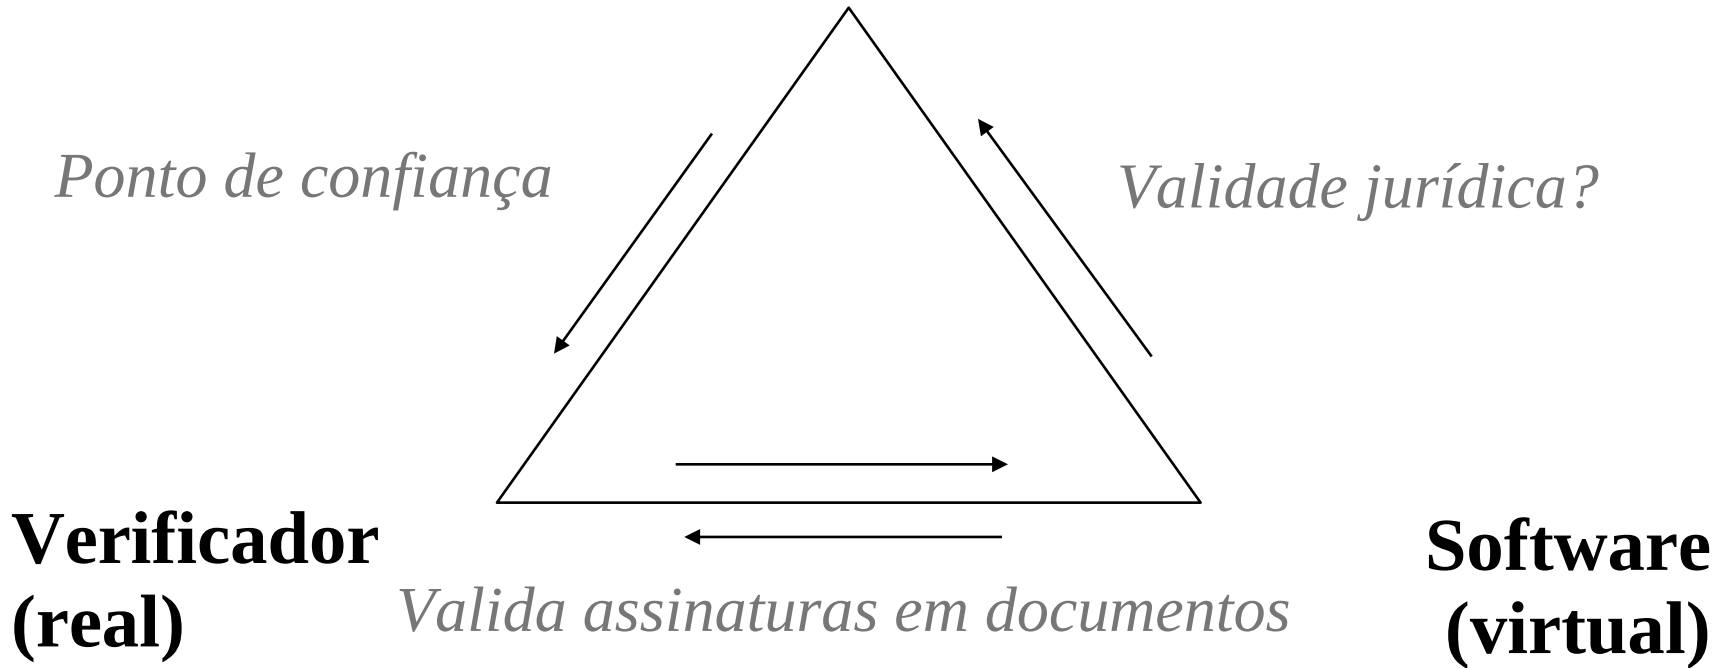 Ponto de confiança
Validade jurídica?
Verificador
(real)
Software
(virtual)
Valida assinaturas em documentos